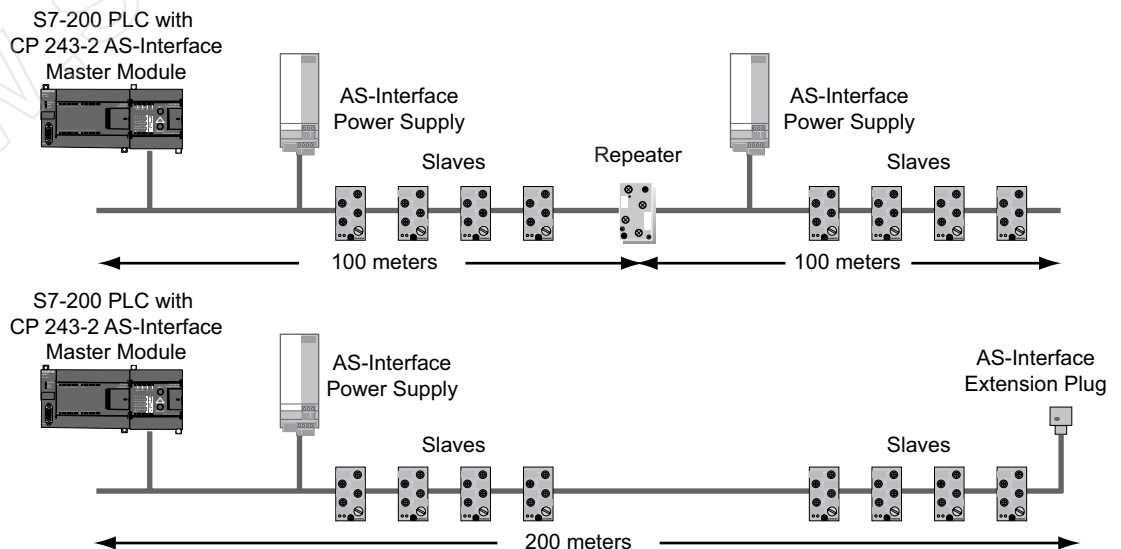 S7-200 PLC with
CP 243-2 AS-Interface
Master Module
AS-Interface
Power Supply
Slaves
Repeater
AS-Interface
Power Supply
Slaves
100 meters
100 meters
S7-200 PLC with
CP 243-2 AS-Interface
Master Module
AS-Interface
Power Supply
Slaves
Slaves
AS-Interface
Extension Plug
200 meters